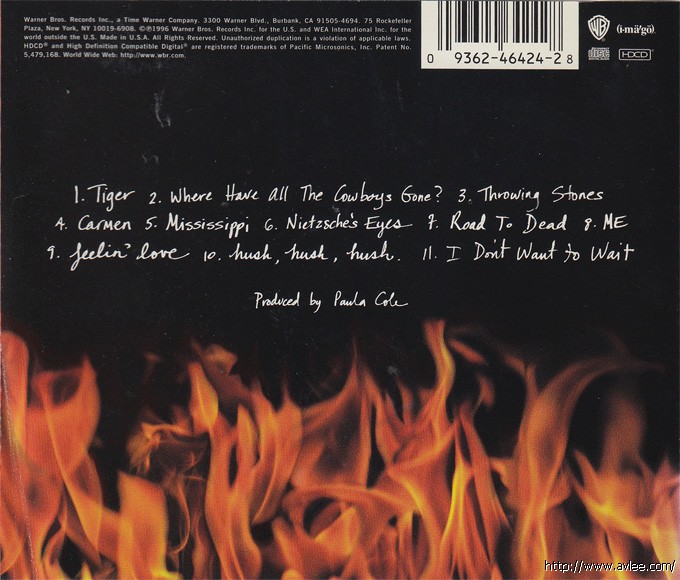 Warner Bros. Records Inc., a Time Warner Company. 3300 Warner Blvd., Burbank, CA 91505-4694. 75 Rockefeller
Plaza, New York, NY 10019-6908. ©℗1996 Warner Bros. Records Inc. for the U.S. and WEA International Inc. for the
world outside the U.S. Made in U.S.A. All Rights Reserved. Unauthorized duplication is a violation of applicable laws.
HDCD® and High Definition Compatible Digital® are registered trademarks of Pacific Microsonics, Inc. Patent No.
5,479,168. World Wide Web: http://www.wbr.com.
0 9362-46424-2 8
WB (i·mä′gō)
disc HDCD
1. Tiger 2. Where Have All The Cowboys Gone? 3. Throwing Stones
4. Carmen 5. Mississippi 6. Nietzsche's Eyes 7. Road To Dead 8. ME
9. feelin' love 10. hush, hush, hush. 11. I Don't Want to Wait
Produced by Paula Cole
http://www.avlee.com/